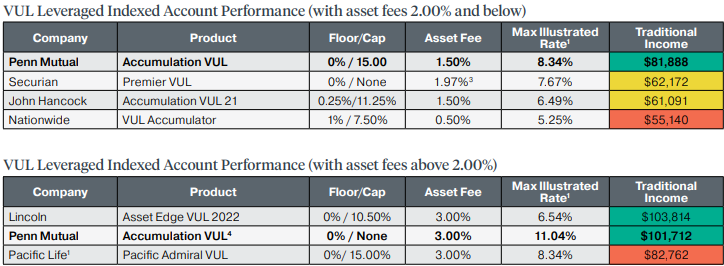 VUL Leveraged Indexed Account Performance (with asset fees 2.00% and below)
Company Product Floor/Cap Asset Fee Max Illustrated Rate¹ Traditional Income
Penn Mutual Accumulation VUL 0% / 15.00 1.50% 8.34% $81,888
Securian Premier VUL 0% / None 1.97%³ 7.67% $62,172
John Hancock Accumulation VUL 21 0.25%/11.25% 1.50% 6.49% $61,091
Nationwide VUL Accumulator 1% / 7.50% 0.50% 5.25% $55,140
VUL Leveraged Indexed Account Performance (with asset fees above 2.00%)
Company Product Floor/Cap Asset Fee Max Illustrated Rate¹ Traditional Income
Lincoln Asset Edge VUL 2022 0% / 10.50% 3.00% 6.54% $103,814
Penn Mutual Accumulation VUL⁴ 0% / None 3.00% 11.04% $101,712
Pacific Life¹ Pacific Admiral VUL 0%/ 15.00% 3.00% 8.34% $82,762